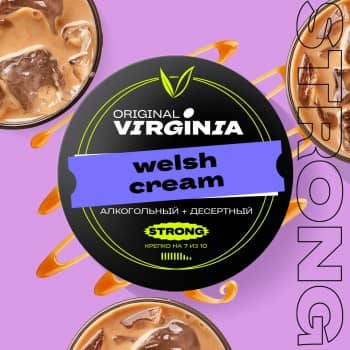 ORIGINAL
VIRGINIA
welsh
cream
АЛКОГОЛЬНЫЙ + ДЕСЕРТНЫЙ
STRONG
КРЕПКО НА 7 ИЗ 10
STRONG